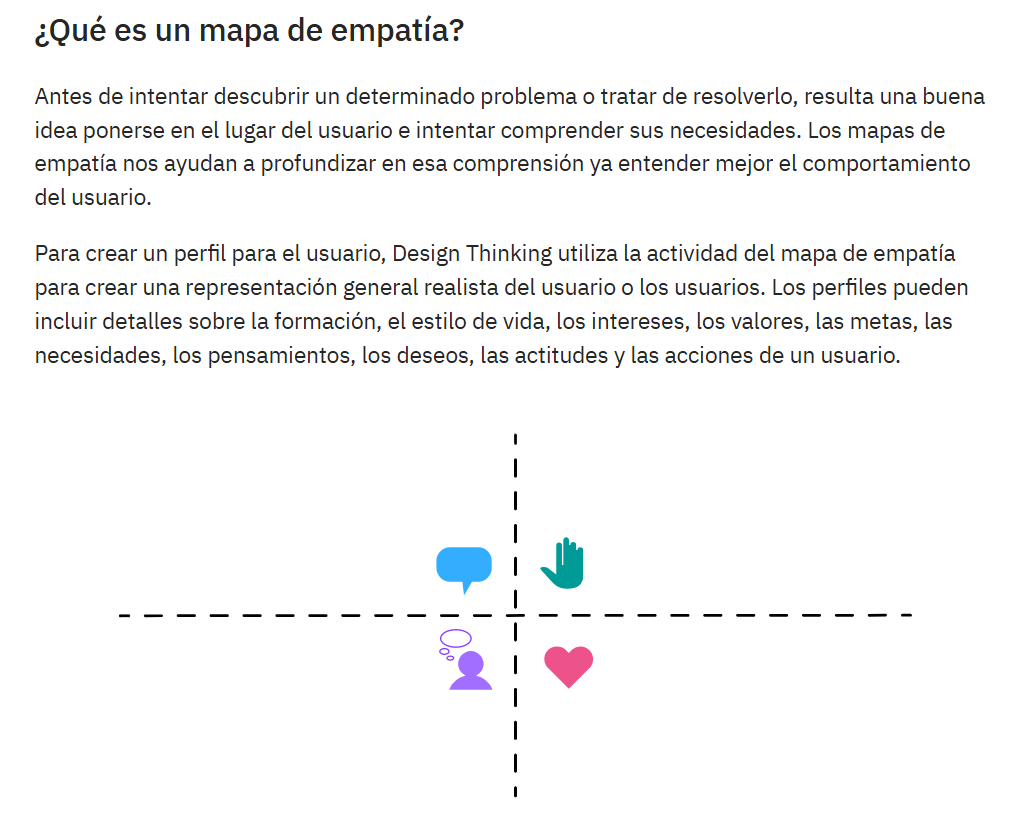 ¿Qué es un mapa de empatía?
Antes de intentar descubrir un determinado problema o tratar de resolverlo, resulta una buena
idea ponerse en el lugar del usuario e intentar comprender sus necesidades. Los mapas de
empatía nos ayudan a profundizar en esa comprensión ya entender mejor el comportamiento
del usuario.
Para crear un perfil para el usuario, Design Thinking utiliza la actividad del mapa de empatía
para crear una representación general realista del usuario o los usuarios. Los perfiles pueden
incluir detalles sobre la formación, el estilo de vida, los intereses, los valores, las metas, las
necesidades, los pensamientos, los deseos, las actitudes y las acciones de un usuario.